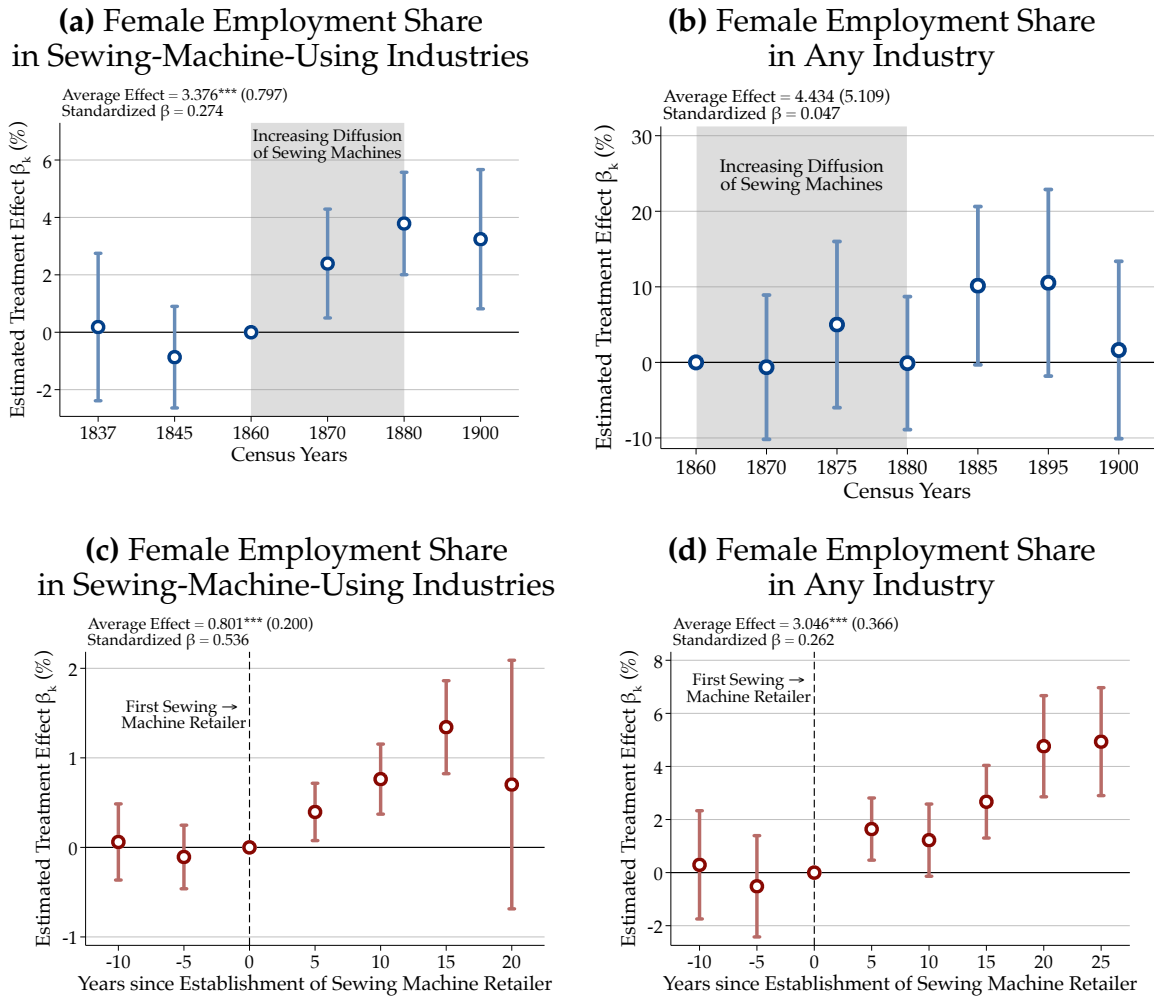 (a) Female Employment Share
in Sewing-Machine-Using Industries
Average Effect = 3.376*** (0.797)
Standardized β = 0.274
Increasing Diffusion
of Sewing Machines
Estimated Treatment Effect βk (%)
6
4
2
0
-2
1837 1845 1860 1870 1880 1900
Census Years
(b) Female Employment Share
in Any Industry
Average Effect = 4.434 (5.109)
Standardized β = 0.047
Increasing Diffusion
of Sewing Machines
Estimated Treatment Effect βk (%)
30
20
10
0
-10
1860 1870 1875 1880 1885 1895 1900
Census Years
(c) Female Employment Share
in Sewing-Machine-Using Industries
Average Effect = 0.801*** (0.200)
Standardized β = 0.536
First Sewing →
Machine Retailer
Estimated Treatment Effect βk (%)
2
1
0
-1
-10 -5 0 5 10 15 20
Years since Establishment of Sewing Machine Retailer
(d) Female Employment Share
in Any Industry
Average Effect = 3.046*** (0.366)
Standardized β = 0.262
First Sewing →
Machine Retailer
Estimated Treatment Effect βk (%)
8
6
4
2
0
-2
-10 -5 0 5 10 15 20 25
Years since Establishment of Sewing Machine Retailer